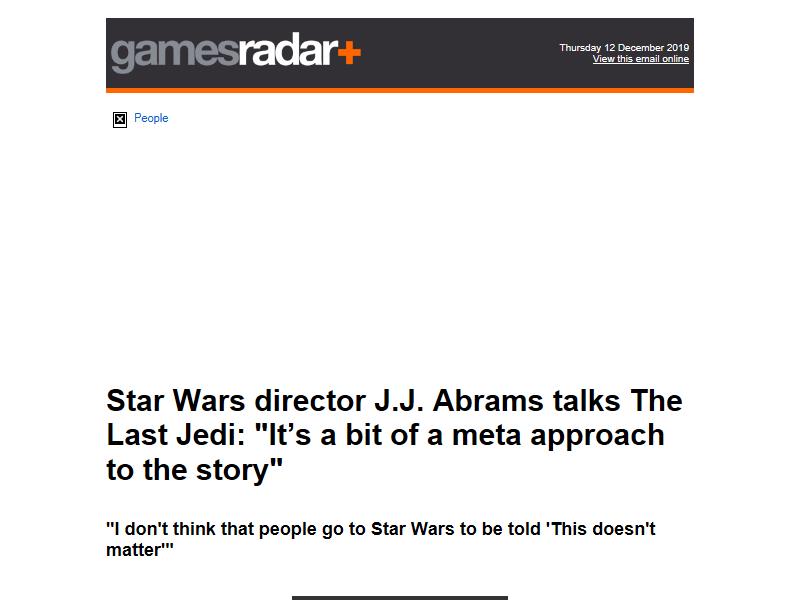 gamesradar+
Thursday 12 December 2019
View this email online
People
Star Wars director J.J. Abrams talks The
Last Jedi: "It’s a bit of a meta approach
to the story"
"I don't think that people go to Star Wars to be told 'This doesn't
matter'"